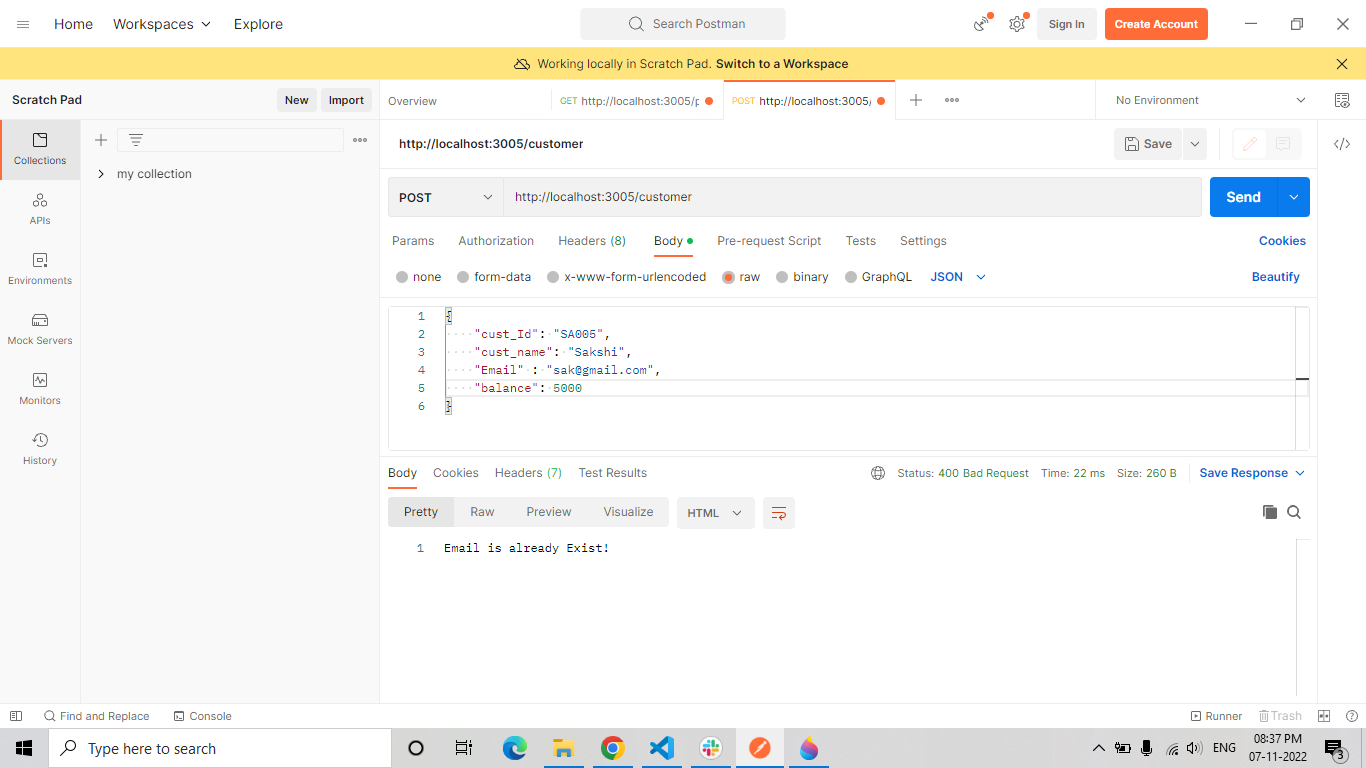 Home Workspaces Explore Search Postman Sign In Create Account
Working locally in Scratch Pad. Switch to a Workspace
Scratch Pad New Import Overview GET http://localhost:3005/p POST http://localhost:3005/ No Environment
Collections
my collection
APIs
Environments
Mock Servers
Monitors
History
http://localhost:3005/customer Save
POST http://localhost:3005/customer Send
Params Authorization Headers (8) Body Pre-request Script Tests Settings Cookies
none form-data x-www-form-urlencoded raw binary GraphQL JSON Beautify
1 {
2 "cust_Id": "SA005",
3 "cust_name": "Sakshi",
4 "Email" : "sak@gmail.com",
5 "balance": 5000
6 }
Body Cookies Headers (7) Test Results Status: 400 Bad Request Time: 22 ms Size: 260 B Save Response
Pretty Raw Preview Visualize HTML
1 Email is already Exist!
Find and Replace Console Runner Trash
Type here to search ENG 08:37 PM
07-11-2022 3